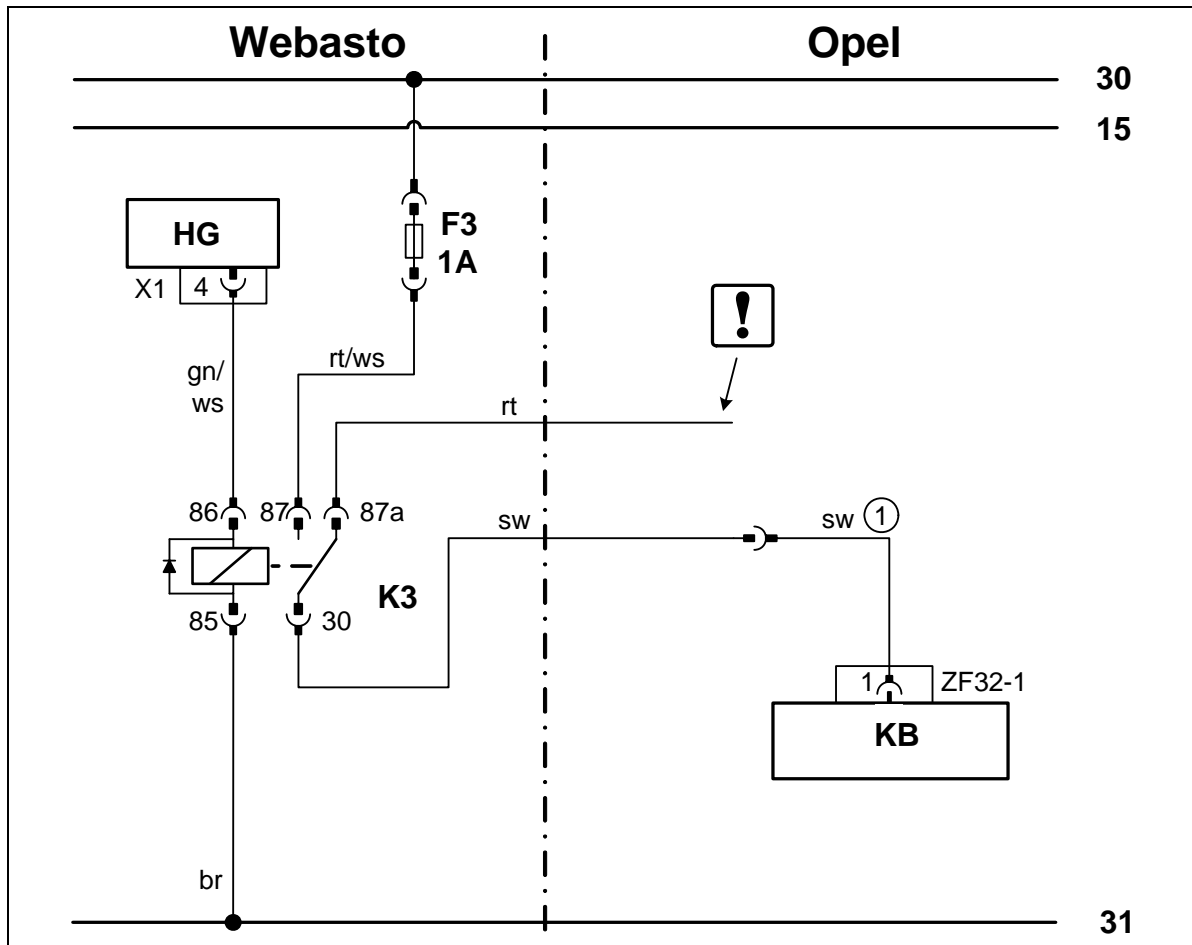 Webasto
Opel
30
15
HG
X1
4
F3
1A
!
gn/
ws
rt/ws
rt
86
87
87a
sw
sw 1
K3
85
30
1
ZF32-1
KB
br
31